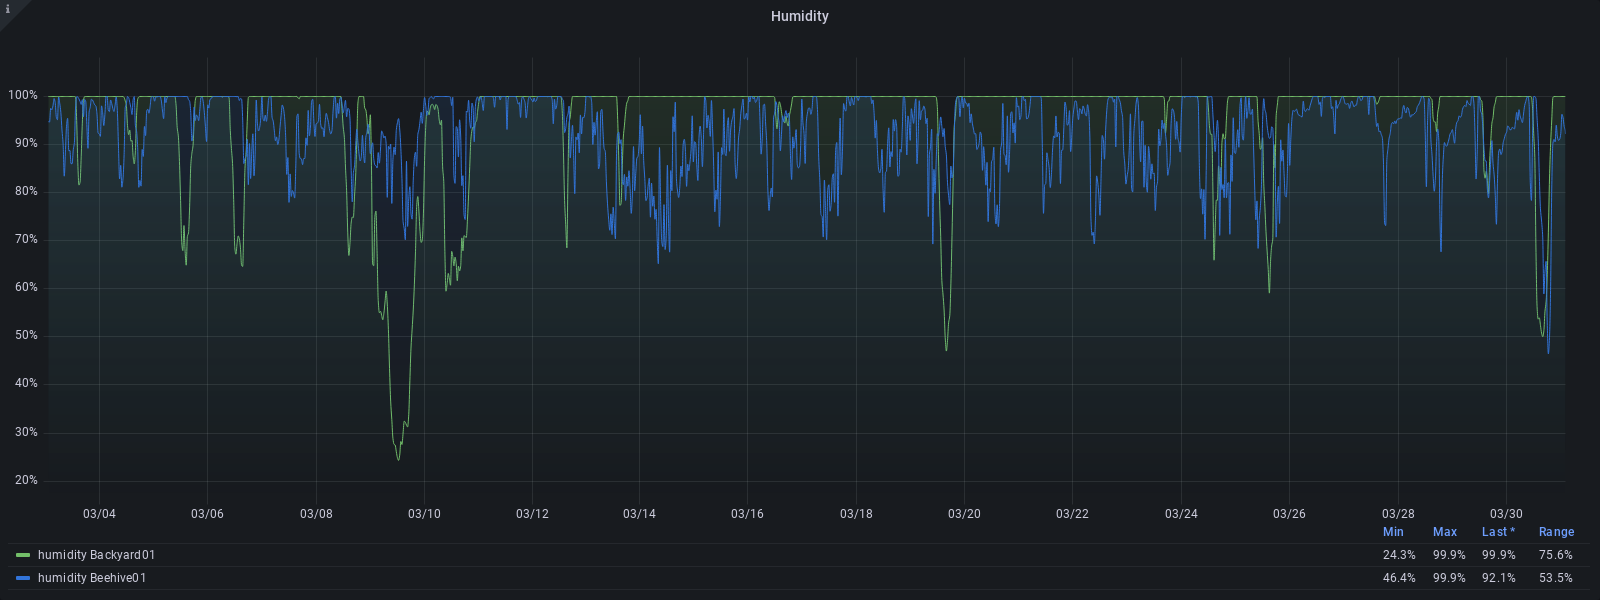 i
Humidity
100%
90%
80%
70%
60%
50%
40%
30%
20%
03/04 03/06 03/08 03/10 03/12 03/14 03/16 03/18 03/20 03/22 03/24 03/26 03/28 03/30
Min Max Last * Range
humidity Backyard01 24.3% 99.9% 99.9% 75.6%
humidity Beehive01 46.4% 99.9% 92.1% 53.5%